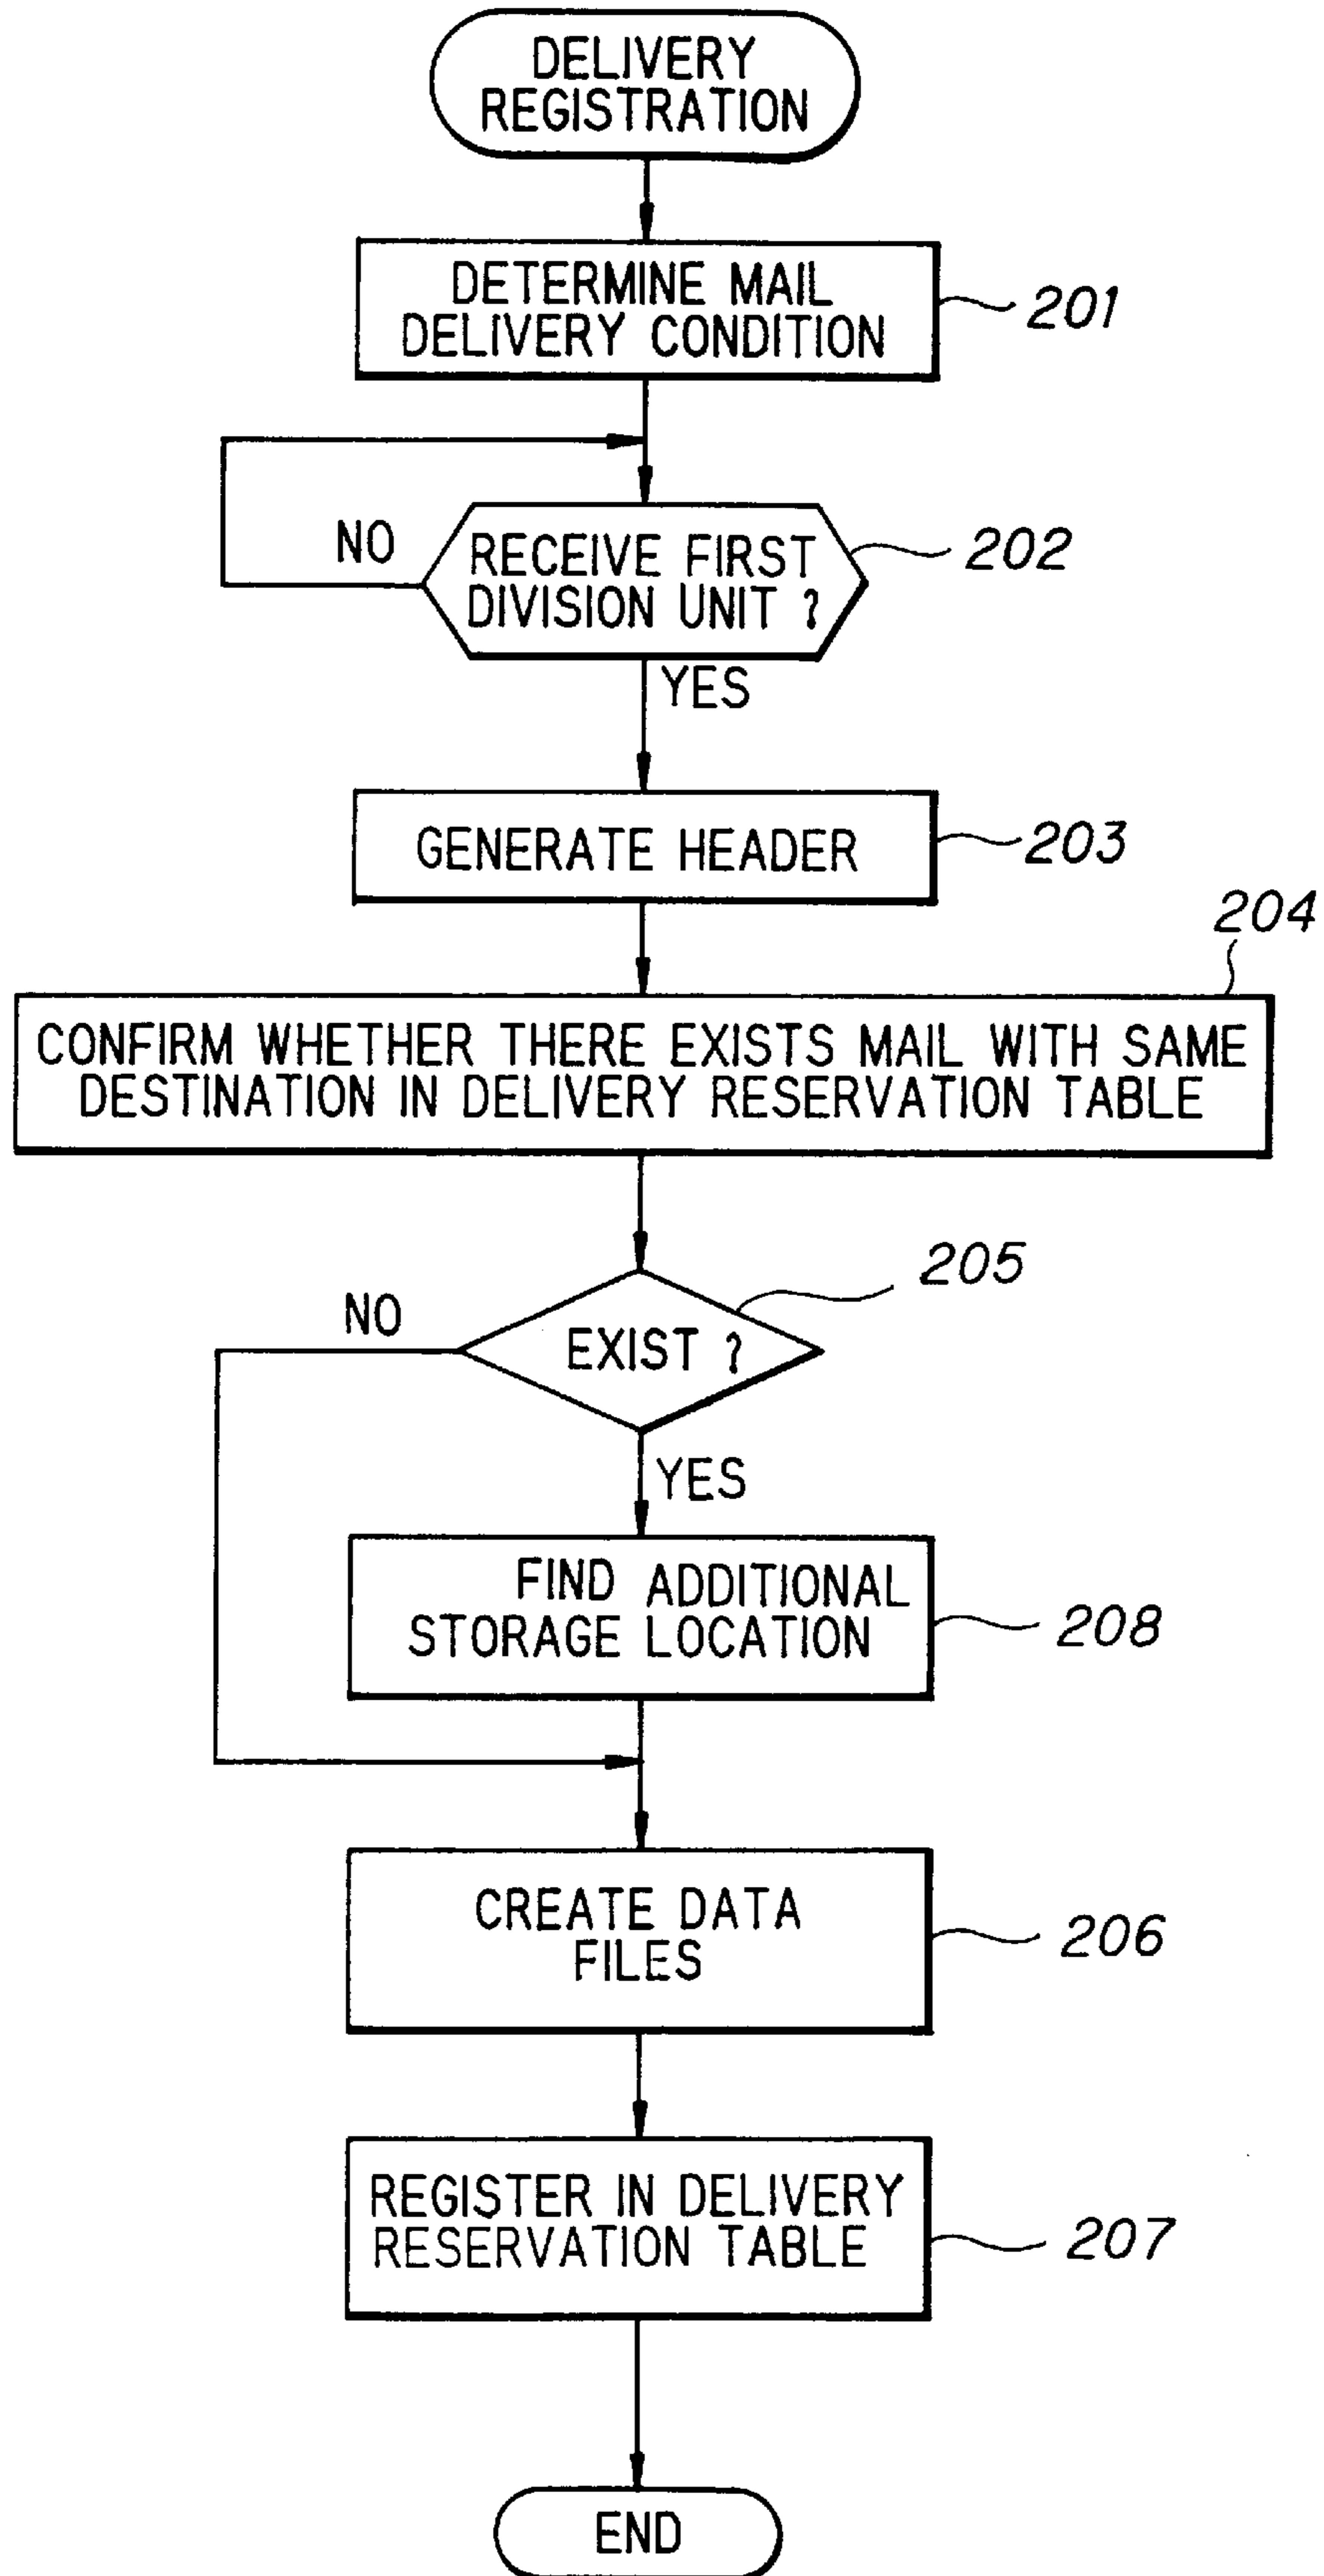 DELIVERY
REGISTRATION
DETERMINE MAIL
DELIVERY CONDITION
201
NO
RECEIVE FIRST
DIVISION UNIT ?
202
YES
GENERATE HEADER
203
204
CONFIRM WHETHER THERE EXISTS MAIL WITH SAME
DESTINATION IN DELIVERY RESERVATION TABLE
205
NO
EXIST ?
YES
FIND ADDITIONAL
STORAGE LOCATION
208
CREATE DATA
FILES
206
REGISTER IN DELIVERY
RESERVATION TABLE
207
END